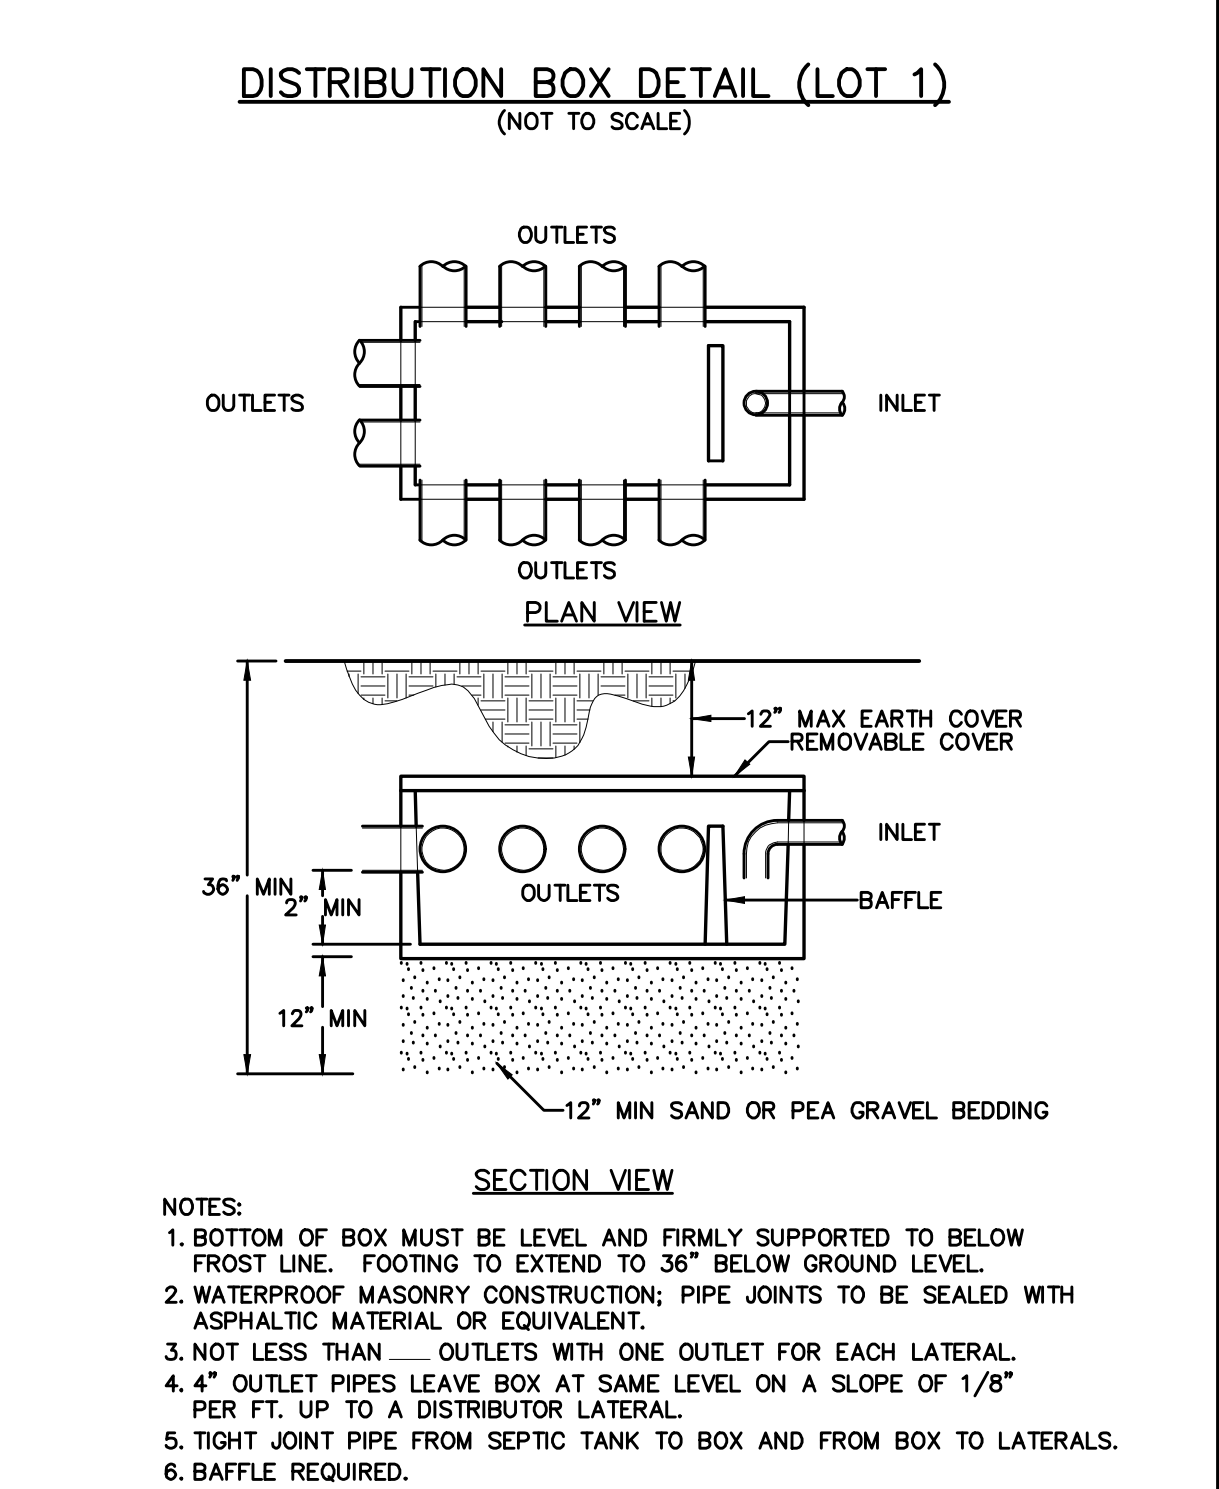 DISTRIBUTION BOX DETAIL (LOT 1)
(NOT TO SCALE)
OUTLETS
OUTLETS
INLET
OUTLETS
PLAN VIEW
12" MAX EARTH COVER
REMOVABLE COVER
INLET
36" MIN
OUTLETS
BAFFLE
2" MIN
12" MIN
12" MIN SAND OR PEA GRAVEL BEDDING
SECTION VIEW
NOTES:
1. BOTTOM OF BOX MUST BE LEVEL AND FIRMLY SUPPORTED TO BELOW
FROST LINE. FOOTING TO EXTEND TO 36" BELOW GROUND LEVEL.
2. WATERPROOF MASONRY CONSTRUCTION; PIPE JOINTS TO BE SEALED WITH
ASPHALTIC MATERIAL OR EQUIVALENT.
3. NOT LESS THAN ___ OUTLETS WITH ONE OUTLET FOR EACH LATERAL.
4. 4" OUTLET PIPES LEAVE BOX AT SAME LEVEL ON A SLOPE OF 1/8"
PER FT. UP TO A DISTRIBUTOR LATERAL.
5. TIGHT JOINT PIPE FROM SEPTIC TANK TO BOX AND FROM BOX TO LATERALS.
6. BAFFLE REQUIRED.